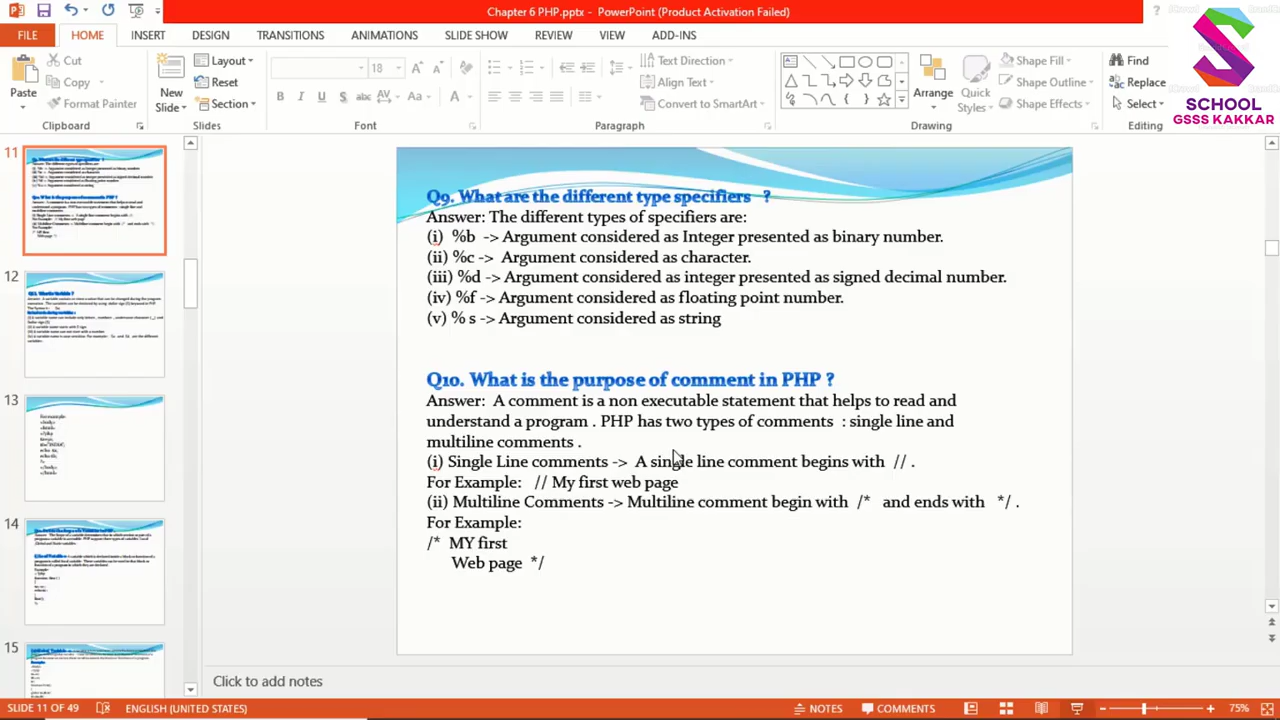 Chapter 6 PHP.pptx - PowerPoint (Product Activation Failed)
FILE HOME INSERT DESIGN TRANSITIONS ANIMATIONS SLIDE SHOW REVIEW VIEW ADD-INS
Paste
Cut
Copy
Format Painter
Clipboard
New Slide
Layout
Reset
Section
Slides
18
B I U S abc AV Aa A
Font
Text Direction
Align Text
Convert to SmartArt
Paragraph
Arrange
Quick Styles
Shape Fill
Shape Outline
Shape Effects
Drawing
Find
Replace
Select
Editing
SCHOOL
GSSS KAKKAR
11
12
13
14
15
Q9. What are the different type specifiers ?
Answer: The different types of specifiers are:
(i) %b -> Argument considered as Integer presented as binary number.
(ii) %c -> Argument considered as character.
(iii) %d -> Argument considered as integer presented as signed decimal number.
(iv) %f -> Argument considered as floating point number.
(v) %s -> Argument considered as string
Q10. What is the purpose of comment in PHP ?
Answer: A comment is a non executable statement that helps to read and
understand a program . PHP has two types of comments : single line and
multiline comments .
(i) Single Line comments -> A single line comment begins with // .
For Example: // My first web page
(ii) Multiline Comments -> Multiline comment begin with /* and ends with */ .
For Example:
/* MY first
Web page */
Click to add notes
SLIDE 11 OF 49 ENGLISH (UNITED STATES) NOTES COMMENTS 75%